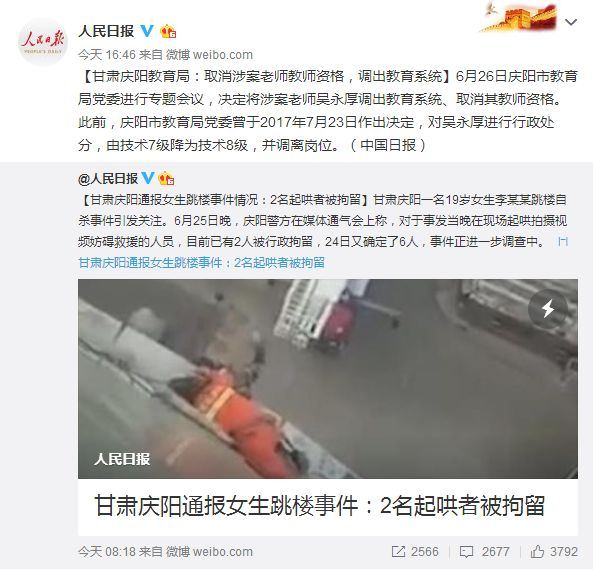 人民日报
PEOPLE'S DAILY
人民日报
今天 16:46 来自 微博 weibo.com
【甘肃庆阳教育局：取消涉案老师教师资格，调出教育系统】6月26日庆阳市教育
局党委进行专题会议，决定将涉案老师吴永厚调出教育系统、取消其教师资格。
此前，庆阳市教育局党委曾于2017年7月23日作出决定，对吴永厚进行行政处
分，由技术7级降为技术8级，并调离岗位。（中国日报）
@人民日报
【甘肃庆阳通报女生跳楼事件情况：2名起哄者被拘留】甘肃庆阳一名19岁女生李某某跳楼自
杀事件引发关注。6月25日晚，庆阳警方在媒体通气会上称，对于事发当晚在现场起哄拍摄视
频妨碍救援的人员，目前已有2人被行政拘留，24日又确定了6人，事件正进一步调查中。
甘肃庆阳通报女生跳楼事件：2名起哄者被拘留
人民日报
甘肃庆阳通报女生跳楼事件：2名起哄者被拘留
今天 08:18 来自 微博 weibo.com 2566 2677 3792